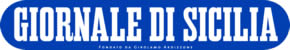 GIORNALE DI SICILIA
Fondato da Girolamo Ardizzone